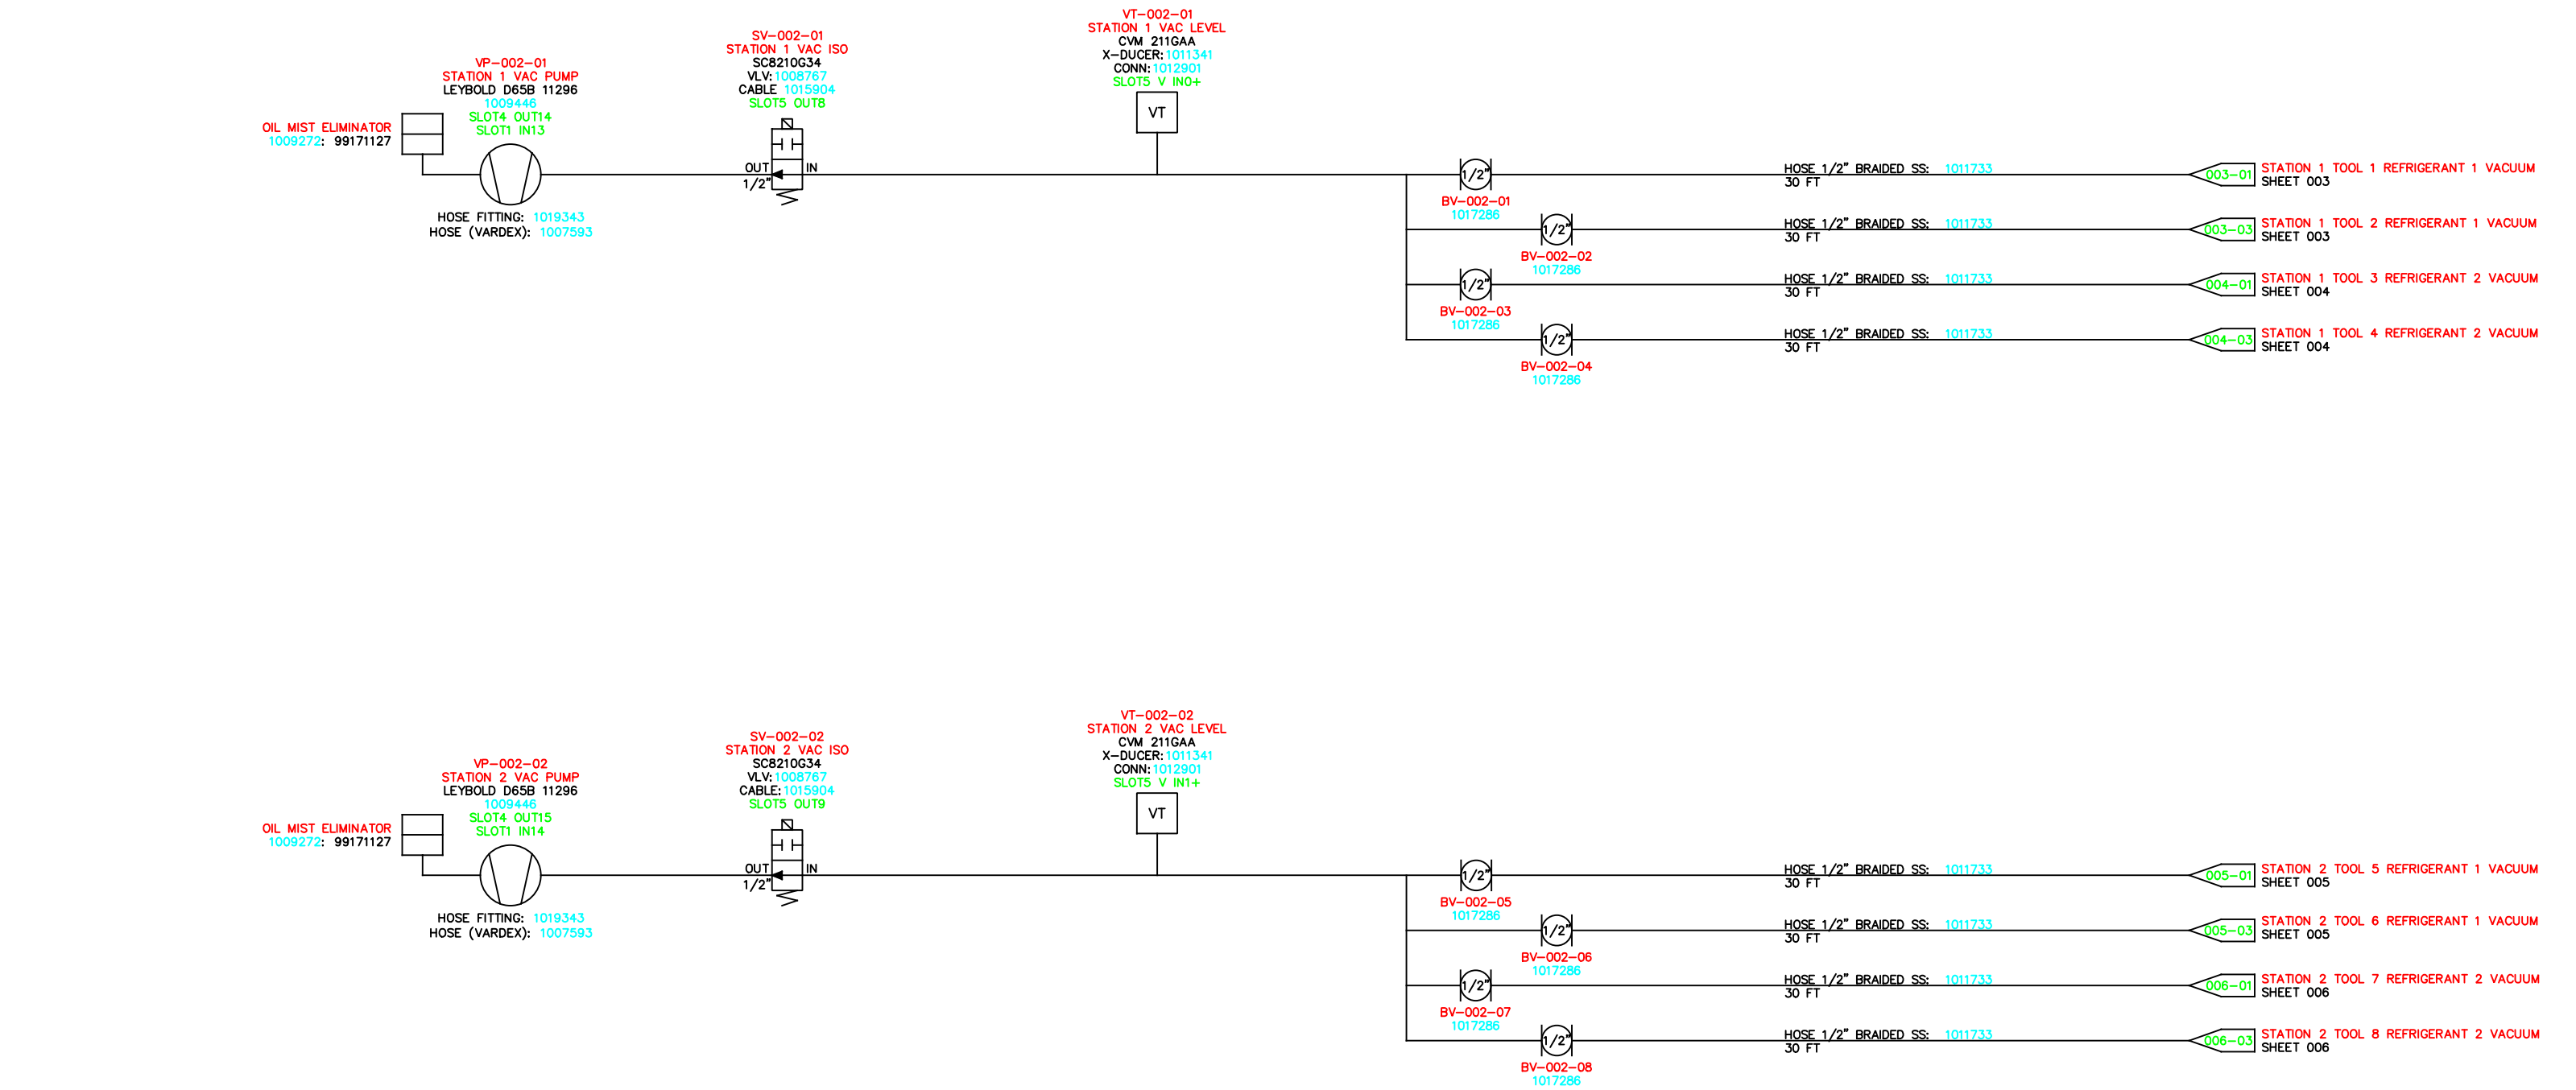 VP-002-01
STATION 1 VAC PUMP
LEYBOLD D65B 11296
1009446
SLOT4 OUT14
SLOT1 IN13
OIL MIST ELIMINATOR
1009272: 99171127
HOSE FITTING: 1019343
HOSE (VARDEX): 1007593
SV-002-01
STATION 1 VAC ISO
SC8210G34
VLV: 1008767
CABLE 1015904
SLOT5 OUT8
OUT
IN
1/2"
VT-002-01
STATION 1 VAC LEVEL
CVM 211GAA
X-DUCER: 1011341
CONN: 1012901
SLOT5 V IN0+
VT
1/2"
BV-002-01
1017286
HOSE 1/2" BRAIDED SS: 1011733
30 FT
003-01
STATION 1 TOOL 1 REFRIGERANT 1 VACUUM
SHEET 003
1/2"
BV-002-02
1017286
HOSE 1/2" BRAIDED SS: 1011733
30 FT
003-03
STATION 1 TOOL 2 REFRIGERANT 1 VACUUM
SHEET 003
1/2"
BV-002-03
1017286
HOSE 1/2" BRAIDED SS: 1011733
30 FT
004-01
STATION 1 TOOL 3 REFRIGERANT 2 VACUUM
SHEET 004
1/2"
BV-002-04
1017286
HOSE 1/2" BRAIDED SS: 1011733
30 FT
004-03
STATION 1 TOOL 4 REFRIGERANT 2 VACUUM
SHEET 004
VP-002-02
STATION 2 VAC PUMP
LEYBOLD D65B 11296
1009446
SLOT4 OUT15
SLOT1 IN14
OIL MIST ELIMINATOR
1009272: 99171127
HOSE FITTING: 1019343
HOSE (VARDEX): 1007593
SV-002-02
STATION 2 VAC ISO
SC8210G34
VLV: 1008767
CABLE: 1015904
SLOT5 OUT9
OUT
IN
1/2"
VT-002-02
STATION 2 VAC LEVEL
CVM 211GAA
X-DUCER: 1011341
CONN: 1012901
SLOT5 V IN1+
VT
1/2"
BV-002-05
1017286
HOSE 1/2" BRAIDED SS: 1011733
30 FT
005-01
STATION 2 TOOL 5 REFRIGERANT 1 VACUUM
SHEET 005
1/2"
BV-002-06
1017286
HOSE 1/2" BRAIDED SS: 1011733
30 FT
005-03
STATION 2 TOOL 6 REFRIGERANT 1 VACUUM
SHEET 005
1/2"
BV-002-07
1017286
HOSE 1/2" BRAIDED SS: 1011733
30 FT
006-01
STATION 2 TOOL 7 REFRIGERANT 2 VACUUM
SHEET 006
1/2"
BV-002-08
1017286
HOSE 1/2" BRAIDED SS: 1011733
30 FT
006-03
STATION 2 TOOL 8 REFRIGERANT 2 VACUUM
SHEET 006